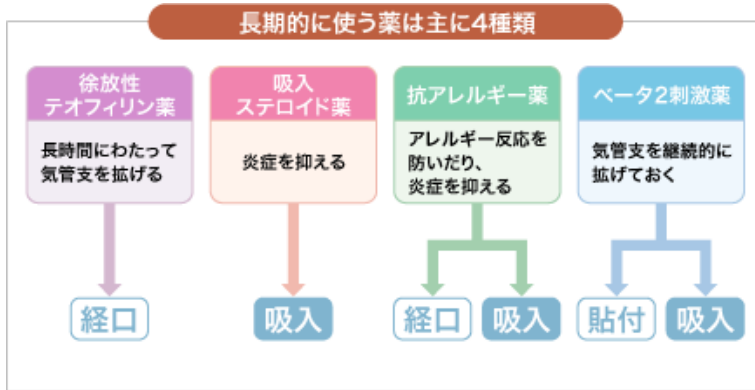 長期的に使う薬は主に4種類
徐放性
テオフィリン薬
長時間にわたって
気管支を拡げる
経口
吸入
ステロイド薬
炎症を抑える
吸入
抗アレルギー薬
アレルギー反応を
防いだり、
炎症を抑える
経口
吸入
ベータ2刺激薬
気管支を継続的に
拡げておく
貼付
吸入